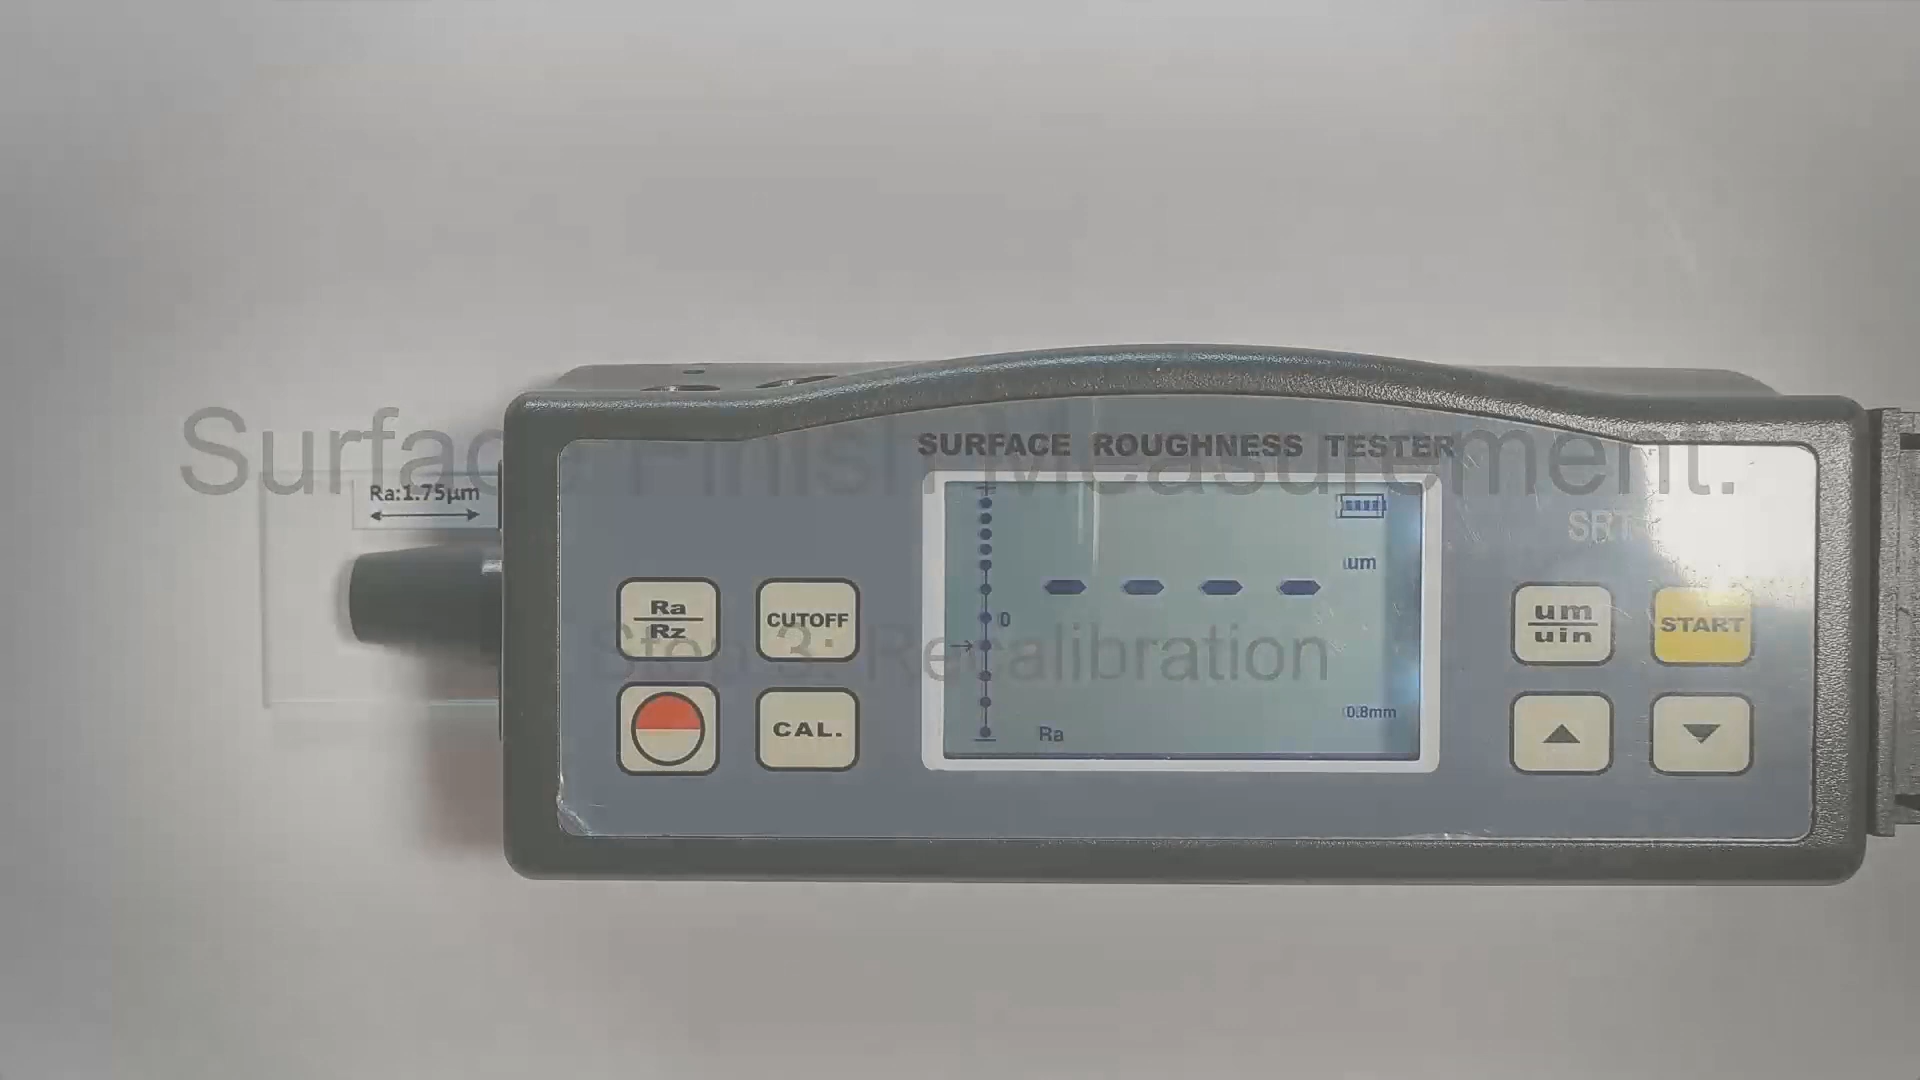 Surface Finish Measurement.
SURFACE ROUGHNESS TESTER
Ra:1.75µm
SRT
um
0
Ra
Rz
CUTOFF
um
uin
START
Step 3: Recalibration
CAL.
0.8mm
Ra